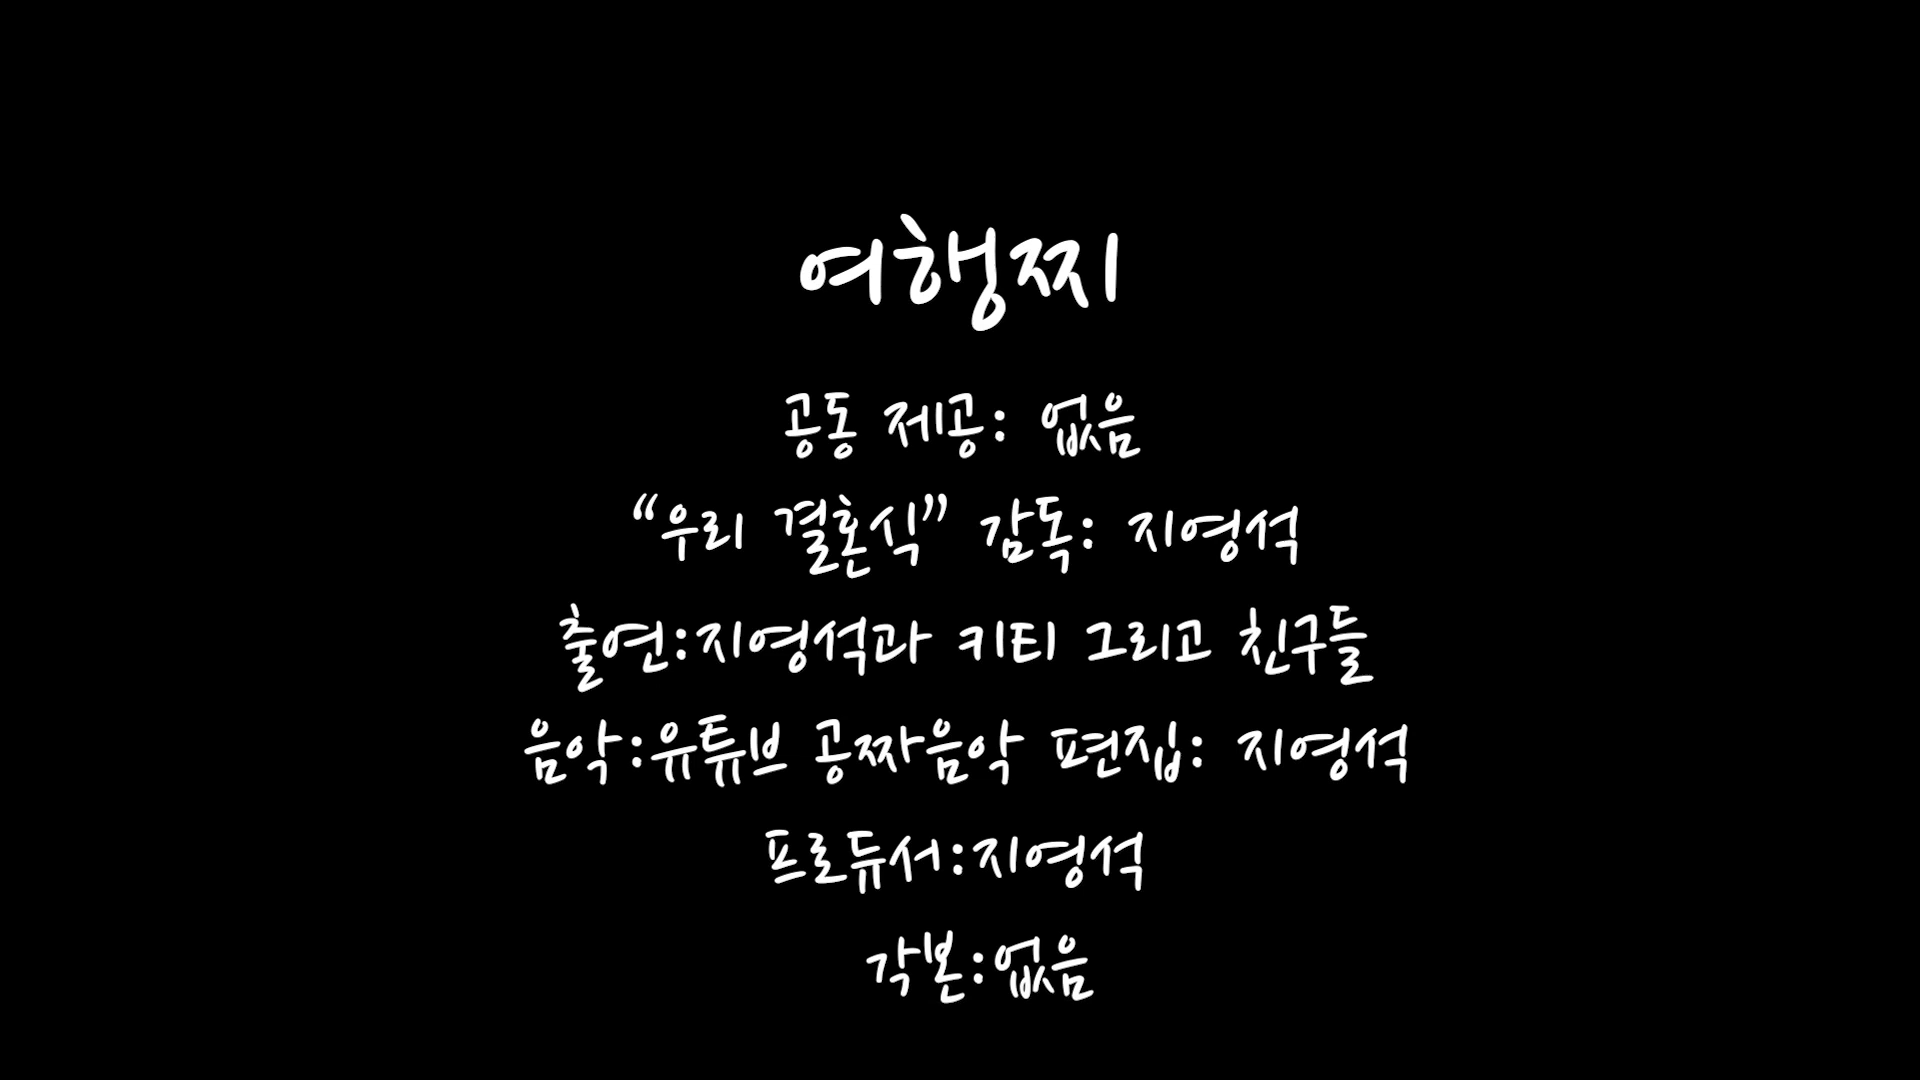 여행찌
공동 제공: 없음
“우리 결혼식” 감독: 지영석
출연:지영석과 키티 그리고 친구들
음악:유튜브 공짜음악 편집: 지영석
프로듀서:지영석
각본:없음